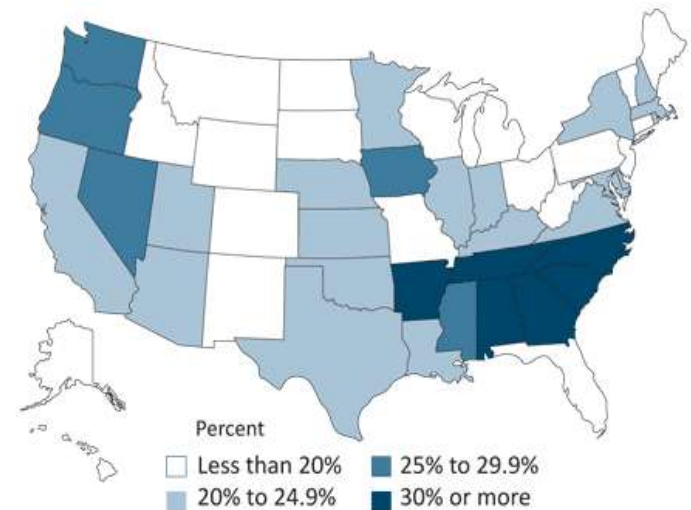 Percent
Less than 20%
25% to 29.9%
20% to 24.9%
30% or more